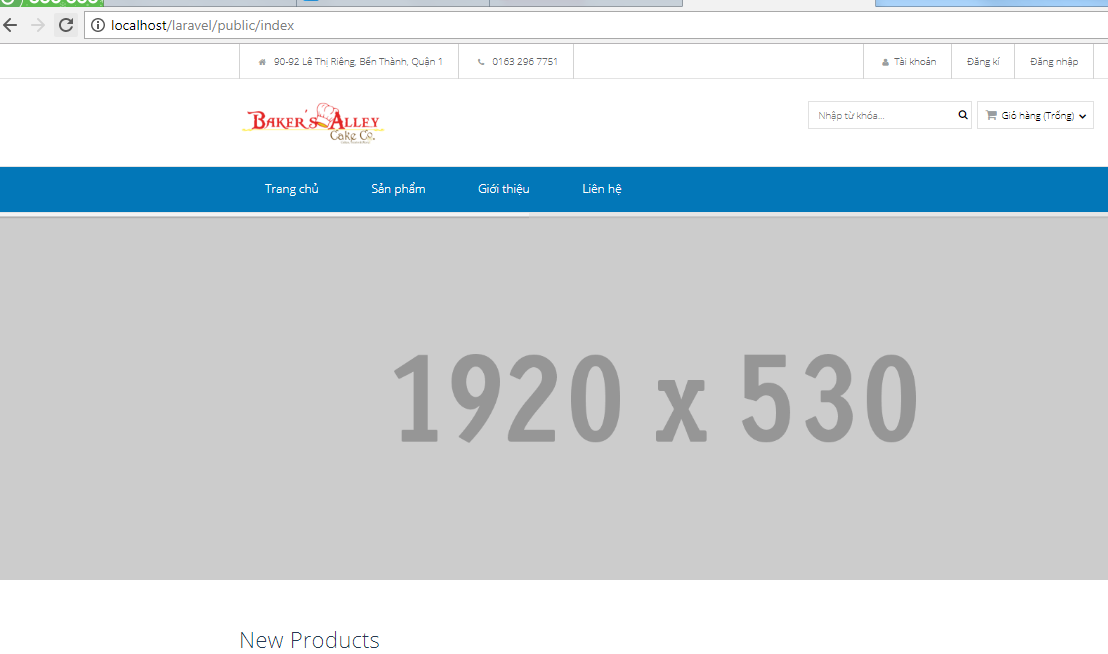 localhost/laravel/public/index
90-92 Lê Thị Riêng, Bến Thành, Quận 1 0163 296 7751 Tài khoản Đăng kí Đăng nhập
BAKER'S ALLEY
Cake Co.
Nhập từ khóa... Giỏ hàng (Trống)
Trang chủ Sản phẩm Giới thiệu Liên hệ
1920 x 530
New Products